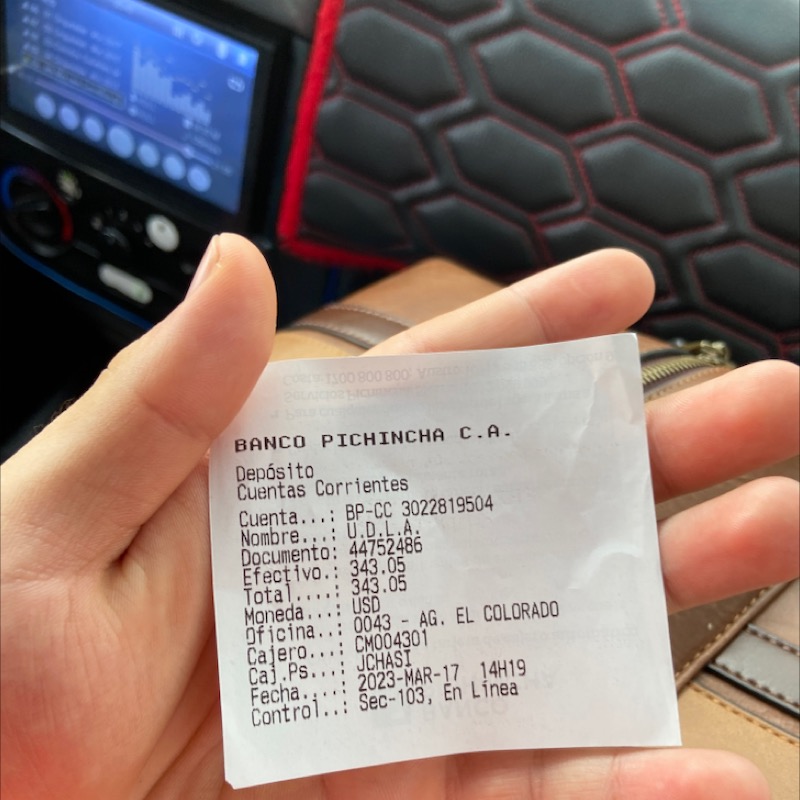 BANCO PICHINCHA C.A.
Depósito
Cuentas Corrientes
Cuenta...: BP-CC 3022819504
Nombre...: U.D.L.A.
Documento: 44752486
Efectivo.: 343.05
Total....: 343.05
Moneda...: USD
Oficina..: 0043 - AG. EL COLORADO
Cajero...: CM004301
Caj.Ps...: JCHASI
Fecha....: 2023-MAR-17 14H19
Control..: Sec-103, En Línea